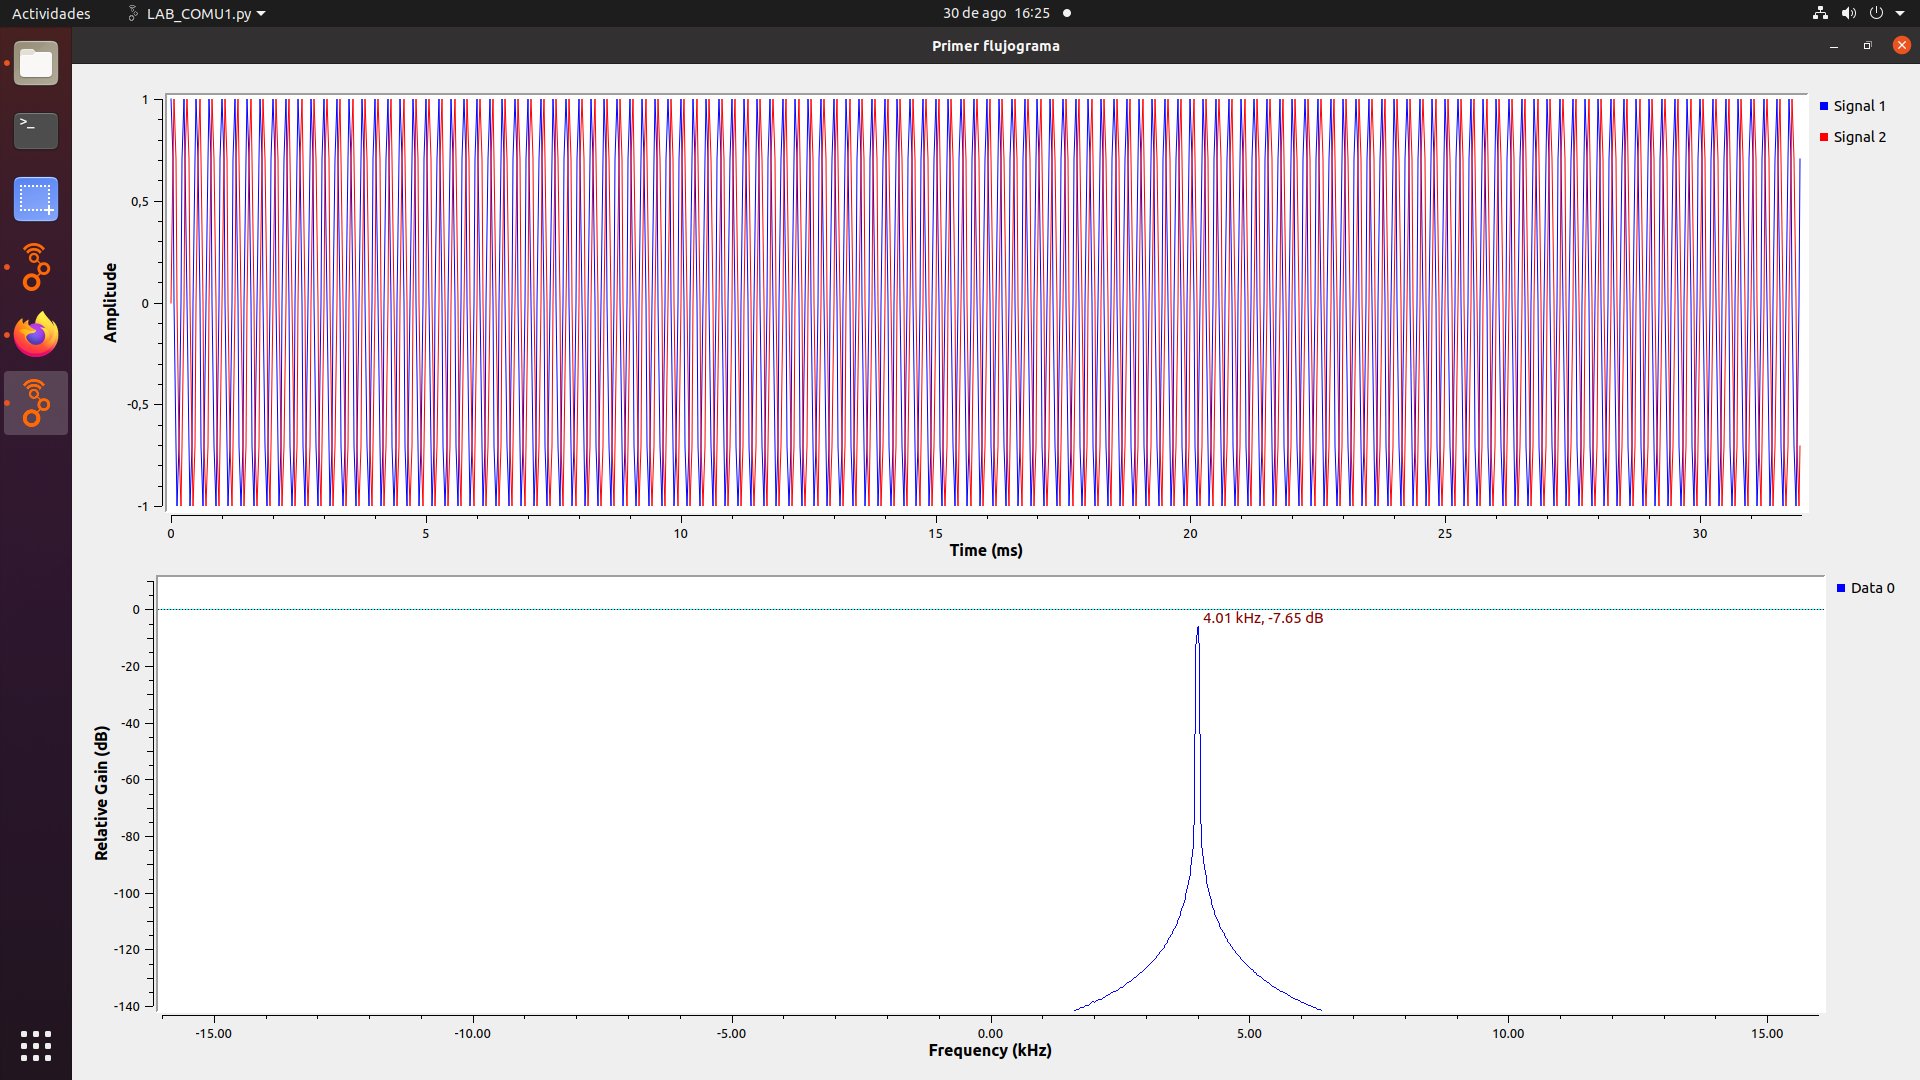 Actividades
LAB_COMU1.py
30 de ago 16:25
Primer flujograma
>_
1
0,5
0
-0,5
-1
Amplitude
0 5 10 15 20 25 30
Time (ms)
Signal 1
Signal 2
0
-20
-40
-60
-80
-100
-120
-140
Relative Gain (dB)
4.01 kHz, -7.65 dB
Data 0
-15.00 -10.00 -5.00 0.00 5.00 10.00 15.00
Frequency (kHz)